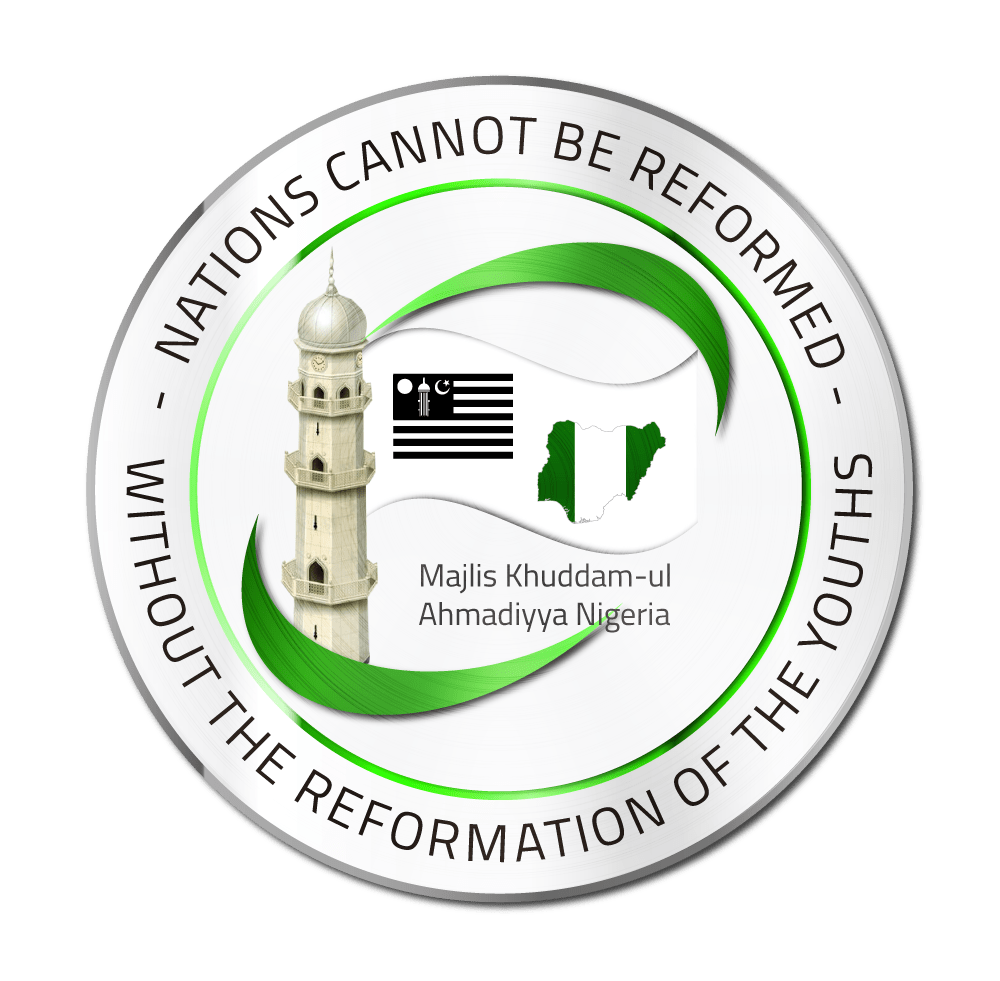 - NATIONS CANNOT BE REFORMED -
WITHOUT THE REFORMATION OF THE YOUTHS
Majlis Khuddam-ul
Ahmadiyya Nigeria